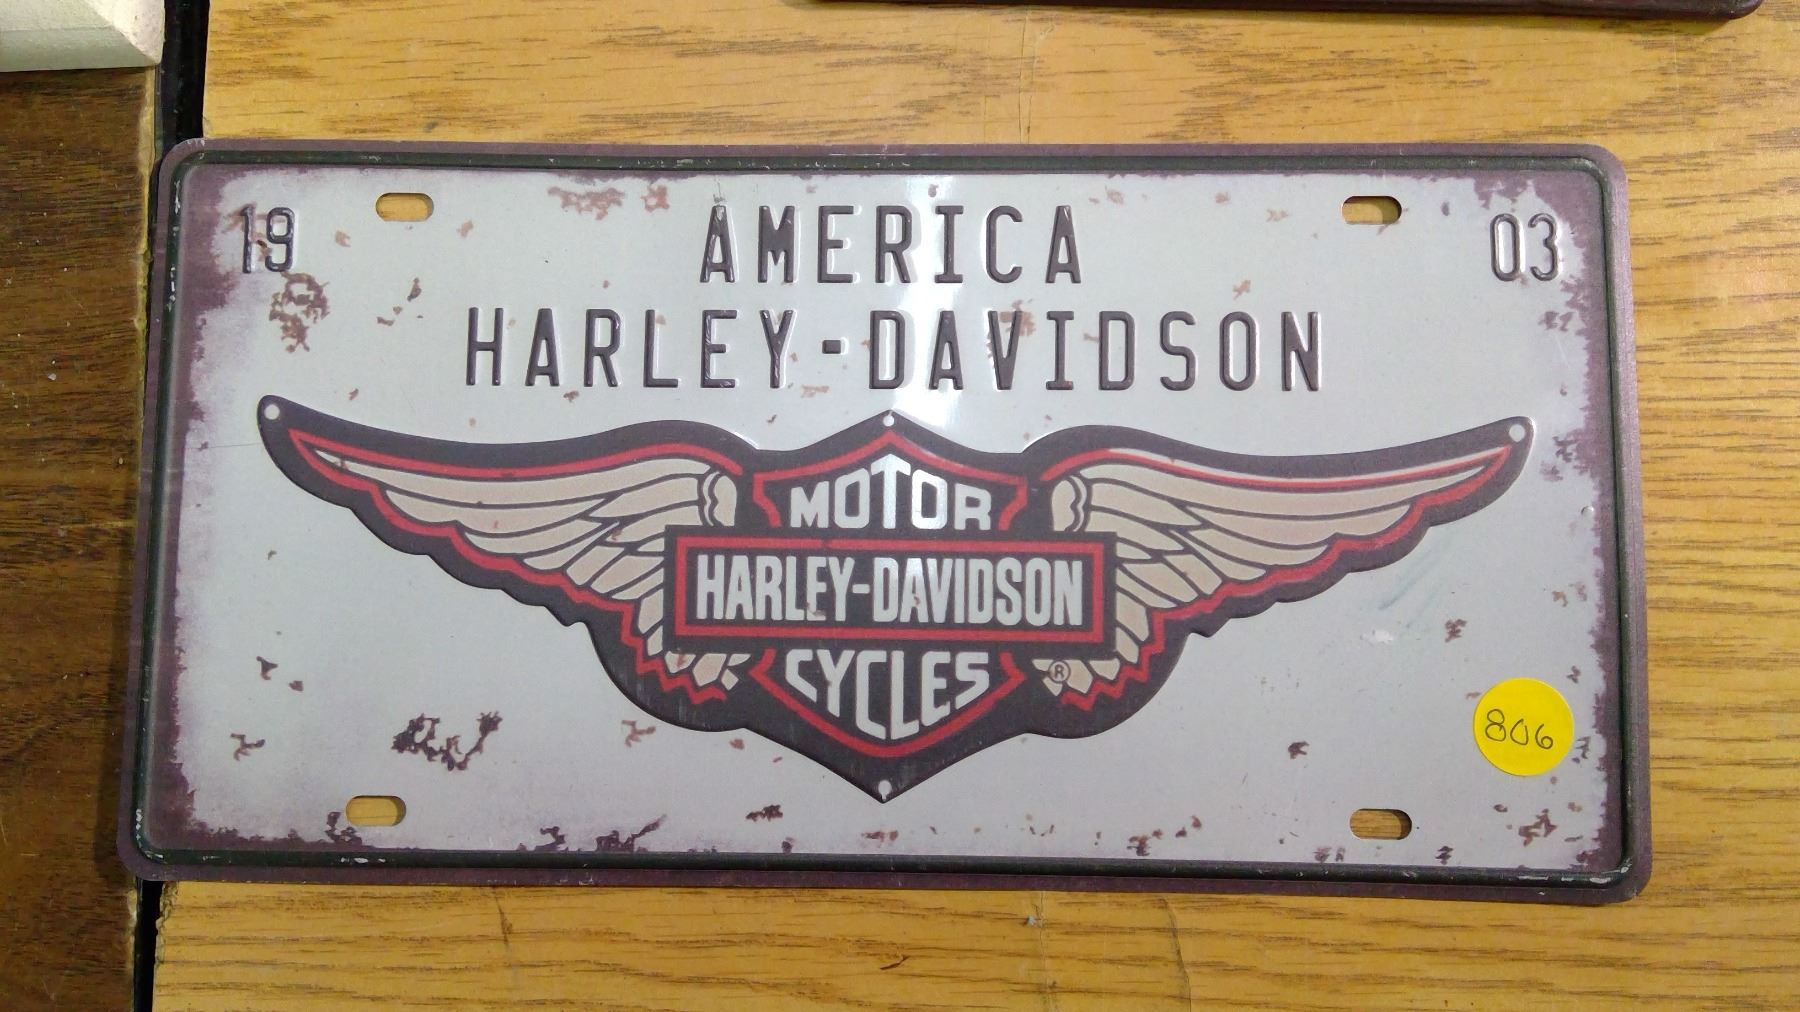 19 AMERICA 03
HARLEY-DAVIDSON
MOTOR
HARLEY-DAVIDSON
CYCLES ®
806